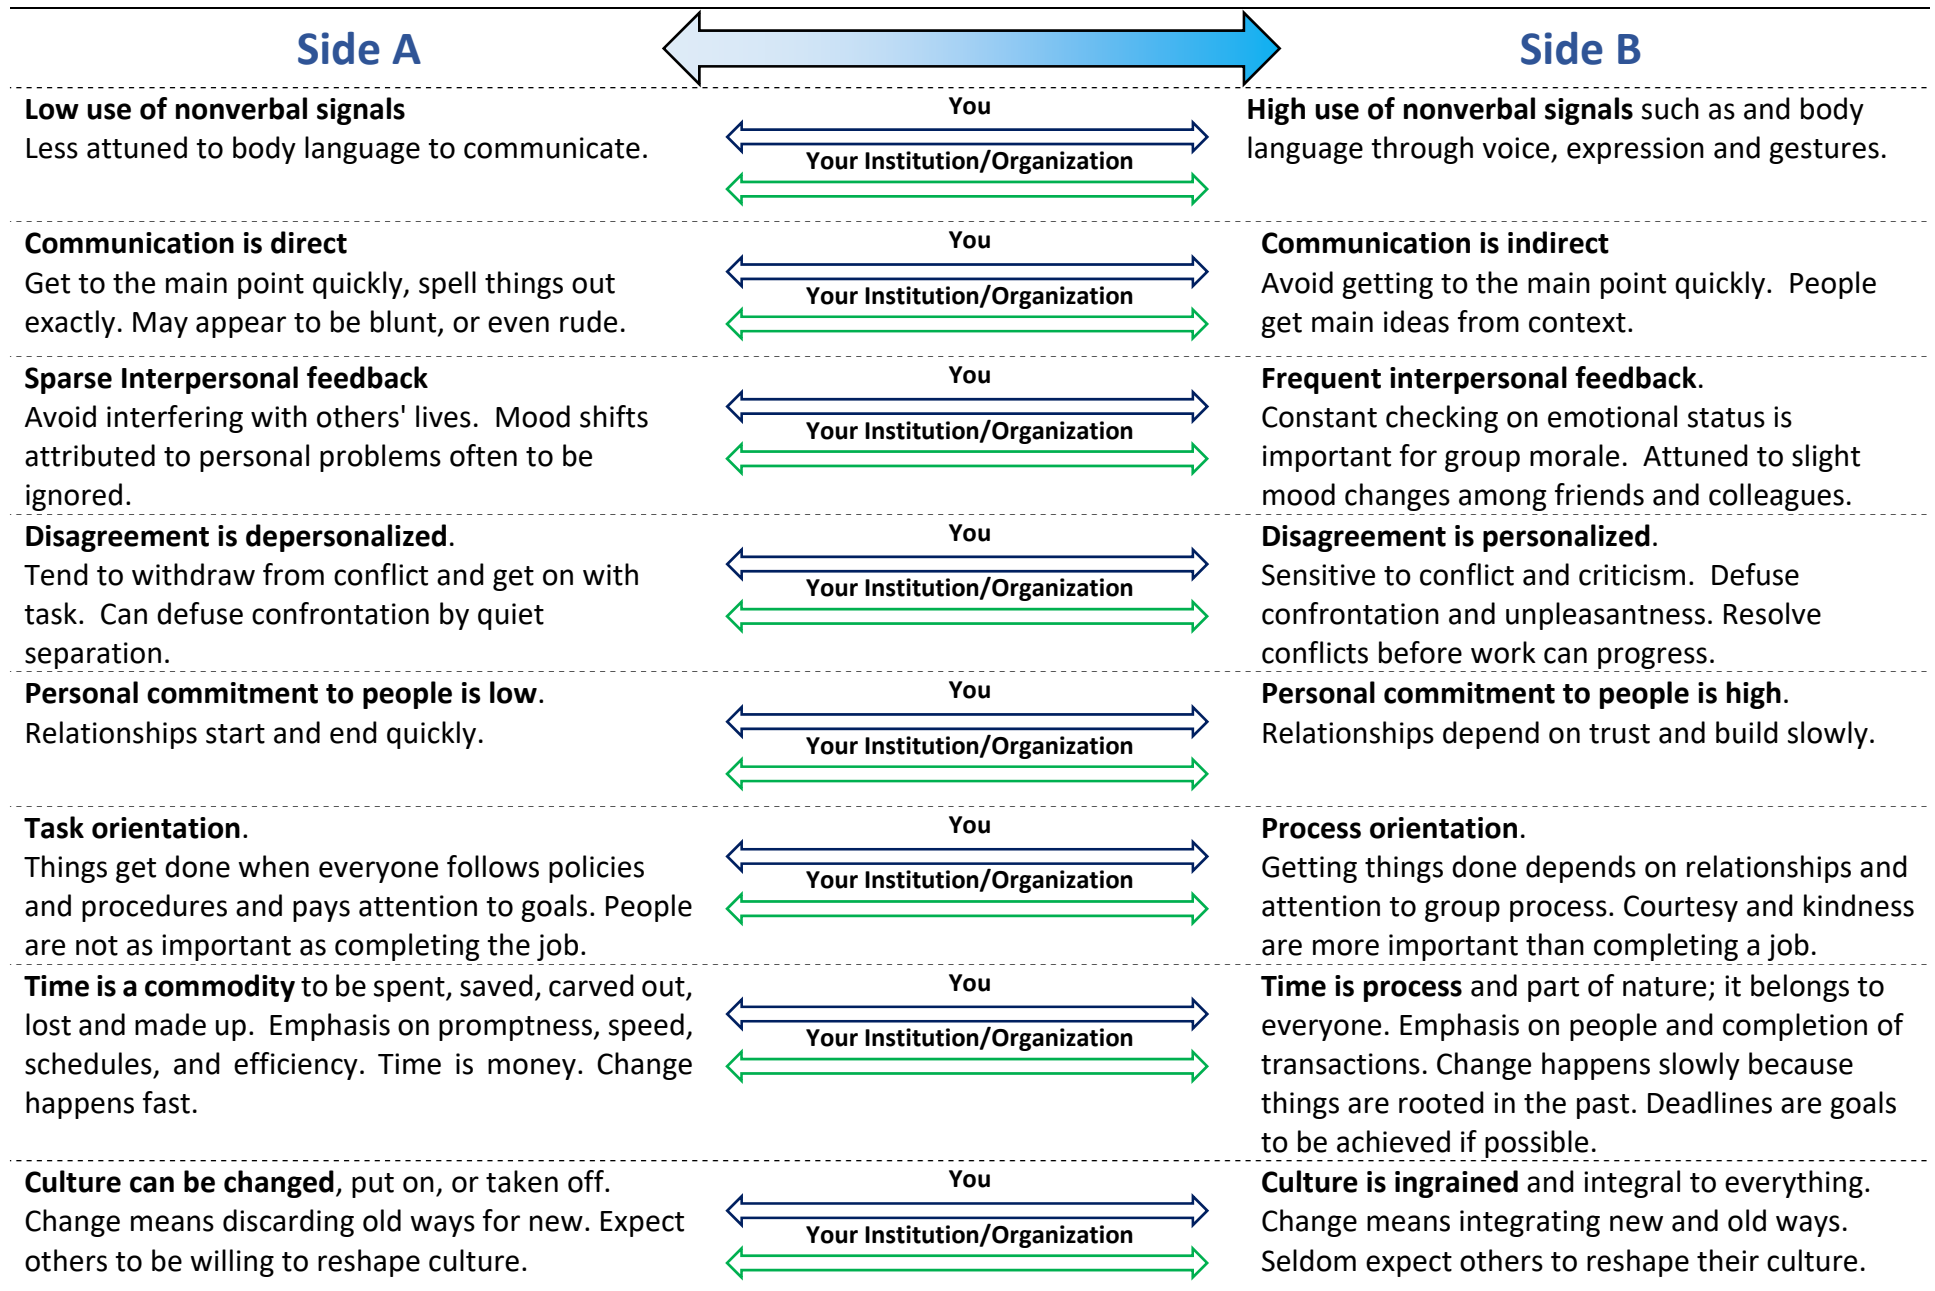 Side A
Side B
Low use of nonverbal signals
Less attuned to body language to communicate.
You
Your Institution/Organization
High use of nonverbal signals such as and body
language through voice, expression and gestures.
Communication is direct
Get to the main point quickly, spell things out
exactly. May appear to be blunt, or even rude.
You
Your Institution/Organization
Communication is indirect
Avoid getting to the main point quickly.  People
get main ideas from context.
Sparse Interpersonal feedback
Avoid interfering with others' lives.  Mood shifts
attributed to personal problems often to be
ignored.
You
Your Institution/Organization
Frequent interpersonal feedback.
Constant checking on emotional status is
important for group morale.  Attuned to slight
mood changes among friends and colleagues.
Disagreement is depersonalized.
Tend to withdraw from conflict and get on with
task.  Can defuse confrontation by quiet
separation.
You
Your Institution/Organization
Disagreement is personalized.
Sensitive to conflict and criticism.  Defuse
confrontation and unpleasantness. Resolve
conflicts before work can progress.
Personal commitment to people is low.
Relationships start and end quickly.
You
Your Institution/Organization
Personal commitment to people is high.
Relationships depend on trust and build slowly.
Task orientation.
Things get done when everyone follows policies
and procedures and pays attention to goals. People
are not as important as completing the job.
You
Your Institution/Organization
Process orientation.
Getting things done depends on relationships and
attention to group process. Courtesy and kindness
are more important than completing a job.
Time is a commodity to be spent, saved, carved out,
lost and made up.  Emphasis on promptness, speed,
schedules, and efficiency. Time is money. Change
happens fast.
You
Your Institution/Organization
Time is process and part of nature; it belongs to
everyone. Emphasis on people and completion of
transactions. Change happens slowly because
things are rooted in the past. Deadlines are goals
to be achieved if possible.
Culture can be changed, put on, or taken off.
Change means discarding old ways for new. Expect
others to be willing to reshape culture.
You
Your Institution/Organization
Culture is ingrained and integral to everything.
Change means integrating new and old ways.
Seldom expect others to reshape their culture.